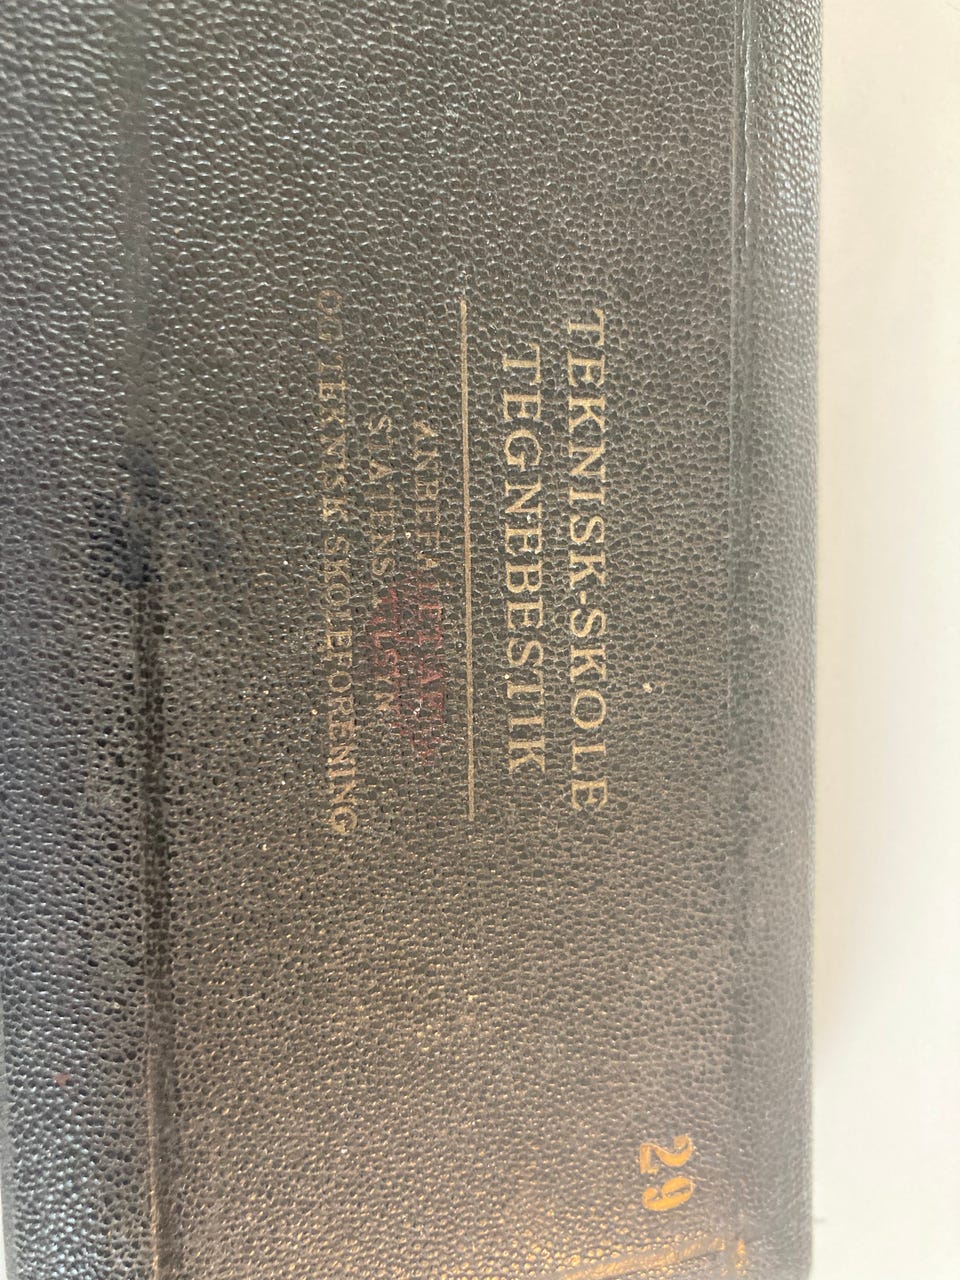 TEKNISK-SKOLE
TEGNEBESTIK
ANBEFALET AF
STATENS TILSYN
OG TEKNISK SKOLEFORENING
29